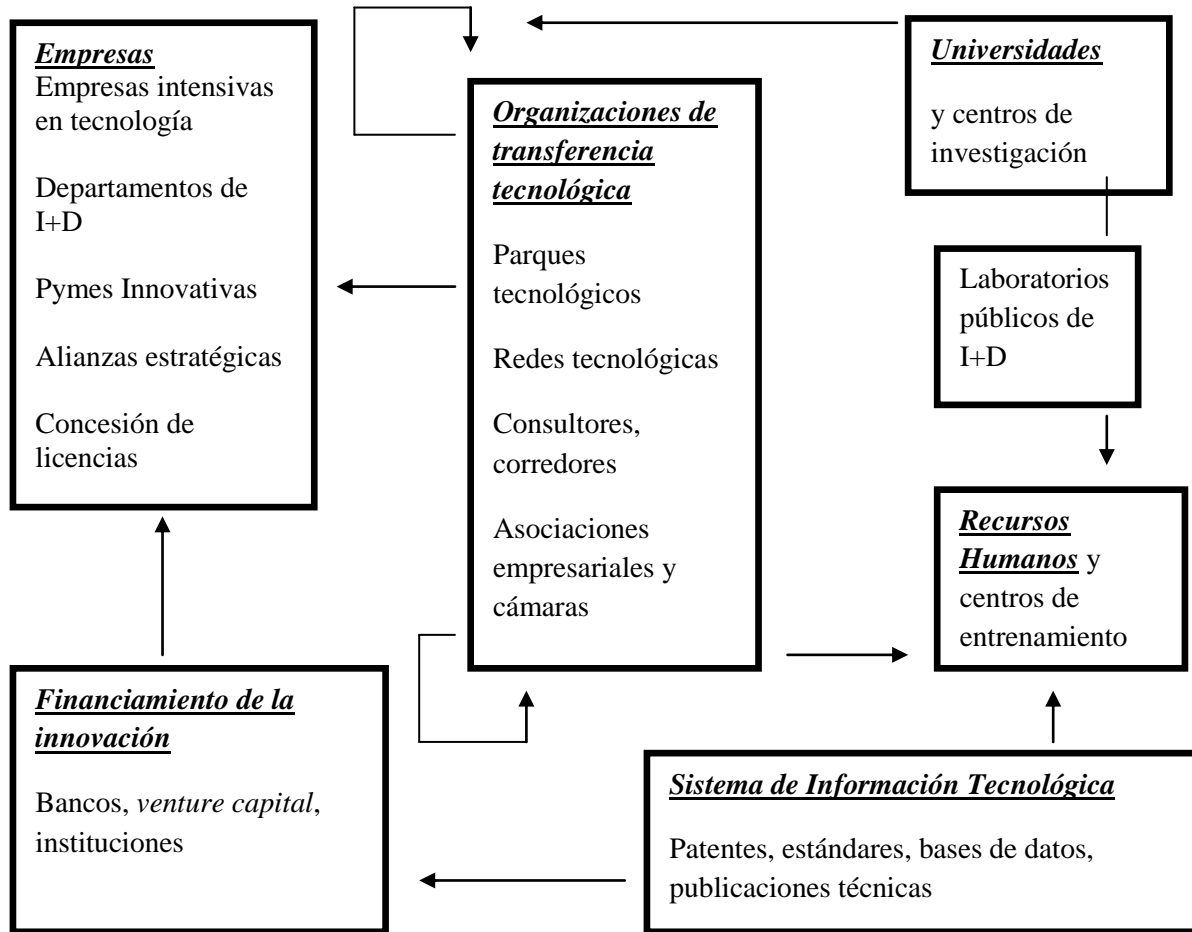 Empresas
Empresas intensivas
en tecnología
Departamentos de
I+D
Pymes Innovativas
Alianzas estratégicas
Concesión de
licencias
Organizaciones de
transferencia
tecnológica
Parques
tecnológicos
Redes tecnológicas
Consultores,
corredores
Asociaciones
empresariales y
cámaras
Universidades
y centros de
investigación
Laboratorios
públicos de
I+D
Recursos
Humanos y
centros de
entrenamiento
Financiamiento de la
innovación
Bancos, venture capital,
instituciones
Sistema de Información Tecnológica
Patentes, estándares, bases de datos,
publicaciones técnicas